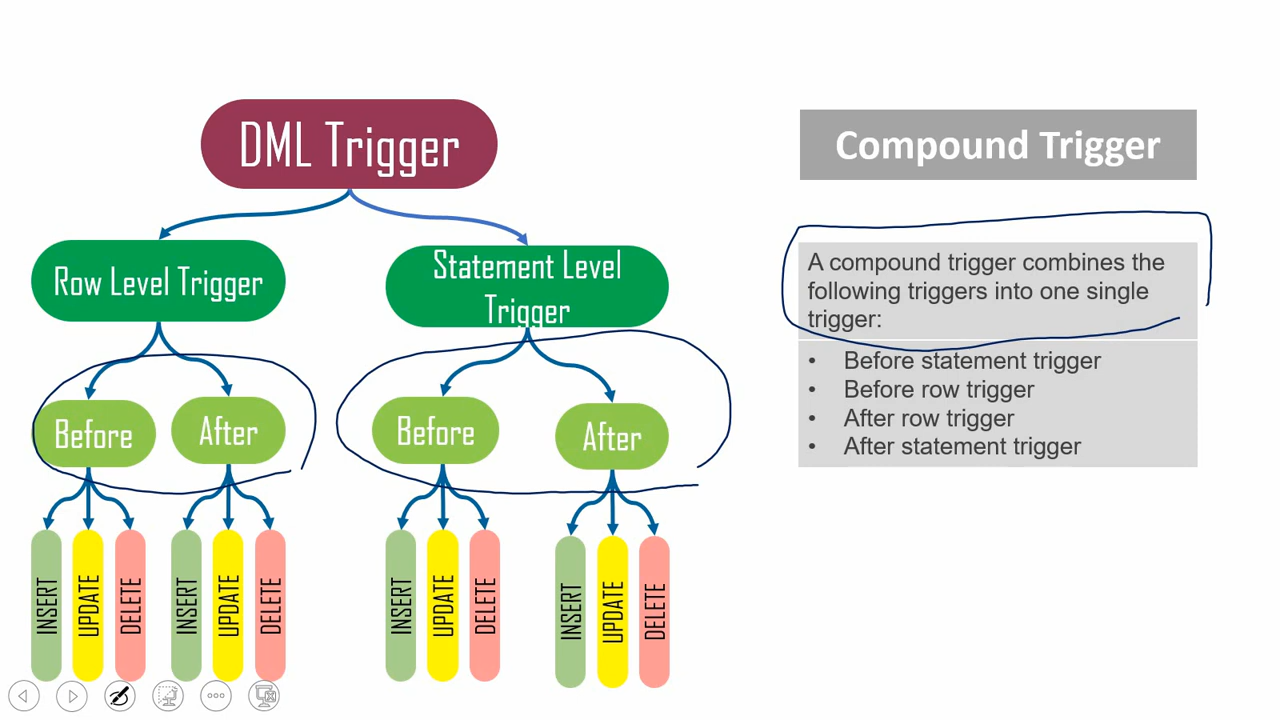 DML Trigger
Row Level Trigger
Statement Level
Trigger
Before
After
Before
After
INSERT
UPDATE
DELETE
INSERT
UPDATE
DELETE
INSERT
UPDATE
DELETE
INSERT
UPDATE
DELETE
Compound Trigger
A compound trigger combines the
following triggers into one single
trigger:
• Before statement trigger
• Before row trigger
• After row trigger
• After statement trigger